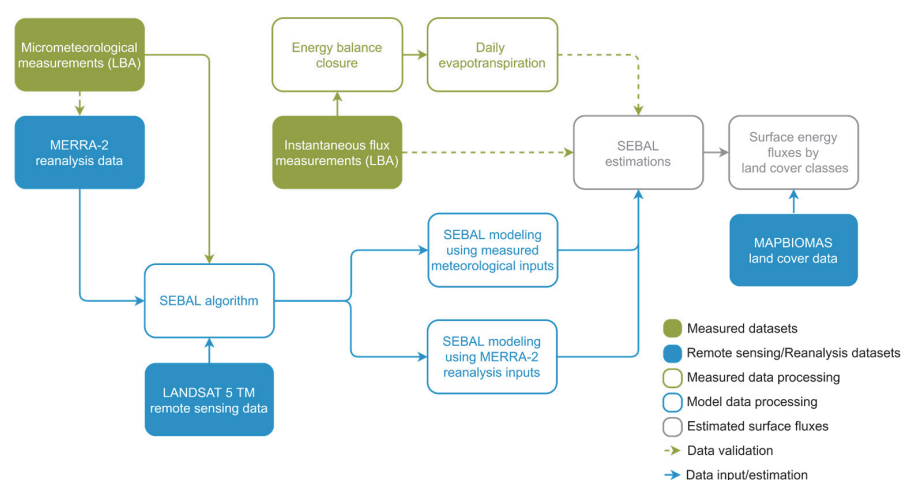 Micrometeorological
measurements (LBA)
Energy balance
closure
Daily
evapotranspiration
MERRA-2
reanalysis data
Instantaneous flux
measurements (LBA)
SEBAL
estimations
Surface energy
fluxes by
land cover classes
SEBAL modeling
using measured
meteorological inputs
MAPBIOMAS
land cover data
SEBAL algorithm
SEBAL modeling
using MERRA-2
reanalysis inputs
LANDSAT 5 TM
remote sensing data
Measured datasets
Remote sensing/Reanalysis datasets
Measured data processing
Model data processing
Estimated surface fluxes
Data validation
Data input/estimation